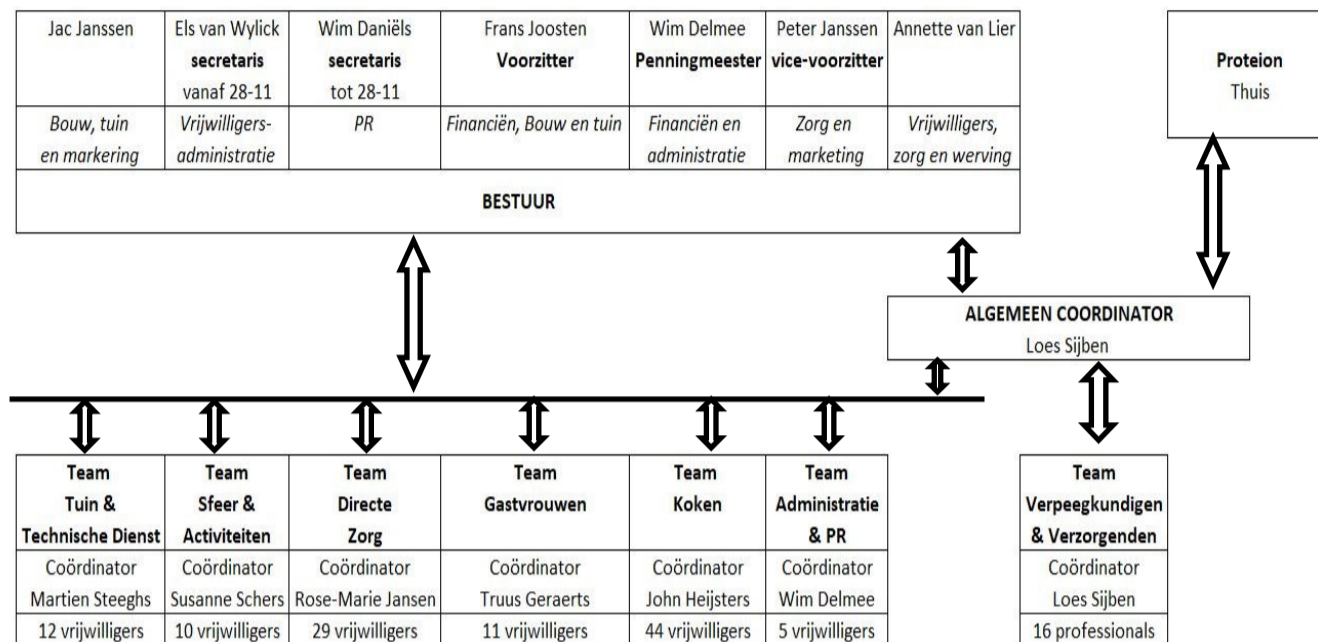 Jac Janssen
Els van Wylick
secretaris
vanaf 28-11
Wim Daniëls
secretaris
tot 28-11
Frans Joosten
Voorzitter
Wim Delmee
Penningmeester
Peter Janssen
vice-voorzitter
Annette van Lier
Bouw, tuin
en markering
Vrijwilligers-
administratie
PR
Financiën, Bouw en tuin
Financiën en
administratie
Zorg en
marketing
Vrijwilligers,
zorg en werving
BESTUUR
Proteion
Thuis
ALGEMEEN COORDINATOR
Loes Sijben
Team
Tuin &
Technische Dienst
Coördinator
Martien Steeghs
12 vrijwilligers
Team
Sfeer &
Activiteiten
Coördinator
Susanne Schers
10 vrijwilligers
Team
Directe
Zorg
Coördinator
Rose-Marie Jansen
29 vrijwilligers
Team
Gastvrouwen
Coördinator
Truus Geraerts
11 vrijwilligers
Team
Koken
Coördinator
John Heijsters
44 vrijwilligers
Team
Administratie
& PR
Coördinator
Wim Delmee
5 vrijwilligers
Team
Verpeegkundigen
& Verzorgenden
Coördinator
Loes Sijben
16 professionals